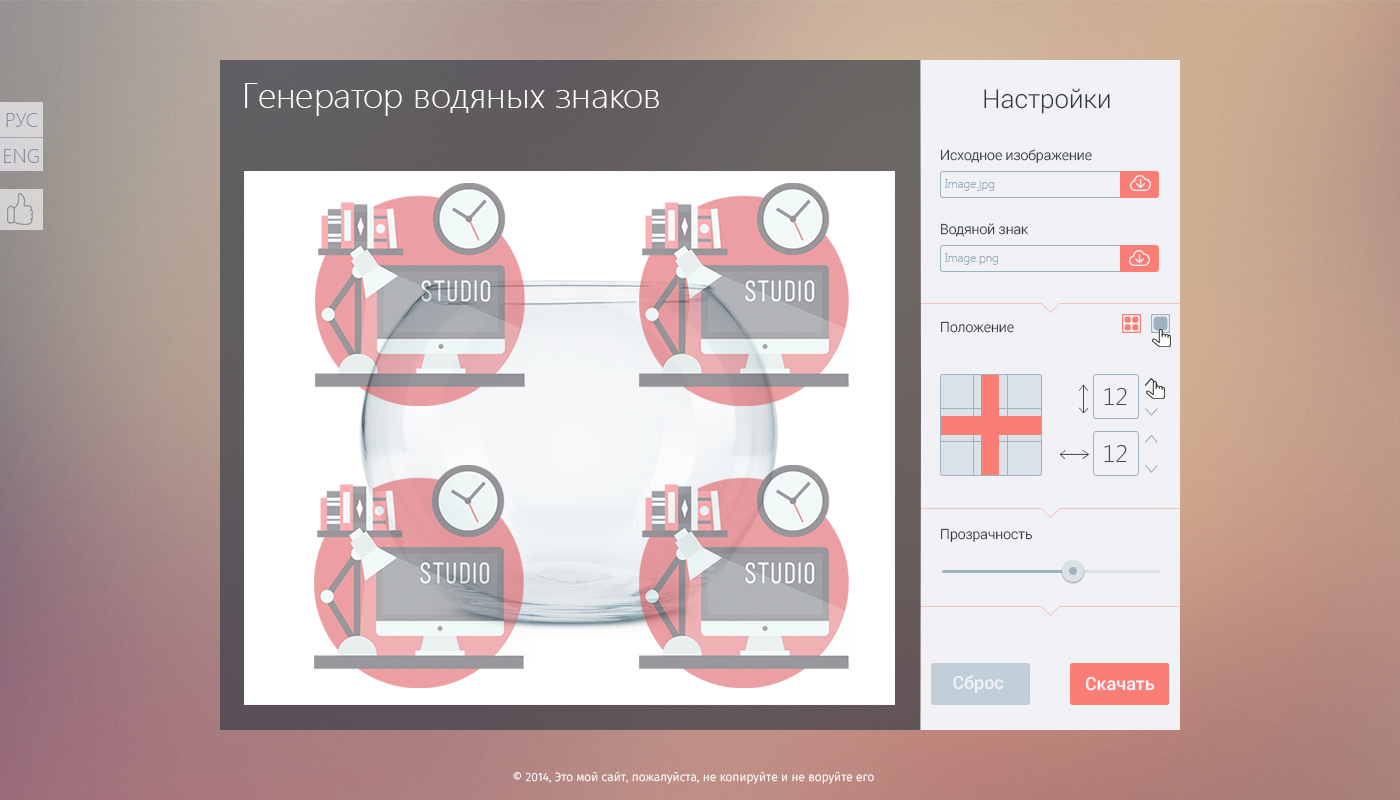 РУС
ENG
Генератор водяных знаков
STUDIO
STUDIO
STUDIO
STUDIO
Настройки
Исходное изображение
Image.jpg
Водяной знак
Image.png
Положение
12
12
Прозрачность
Сброс
Скачать
© 2014, Это мой сайт, пожалуйста, не копируйте и не воруйте его